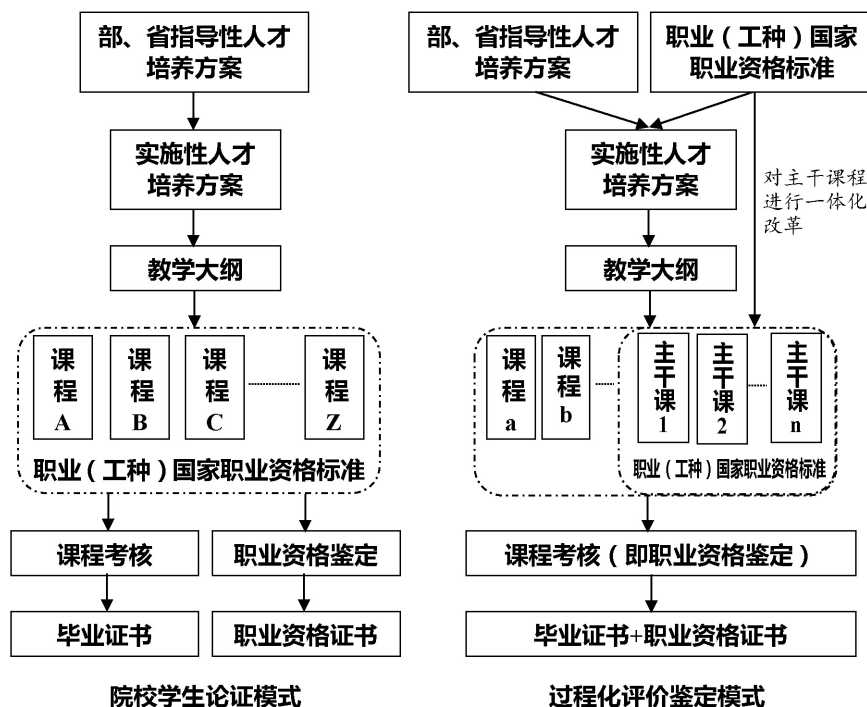 部、省指导性人才
培养方案
实施性人才
培养方案
教学大纲
课程A
课程B
课程C
课程Z
职业（工种）国家职业资格标准
课程考核
职业资格鉴定
毕业证书
职业资格证书
院校学生论证模式
部、省指导性人才
培养方案
职业（工种）国家
职业资格标准
实施性人才
培养方案
对主干课程
进行一体化
改革
教学大纲
课程a
课程b
主干课1
主干课2
主干课n
职业（工种）国家职业资格标准
课程考核（即职业资格鉴定）
毕业证书+职业资格证书
过程化评价鉴定模式